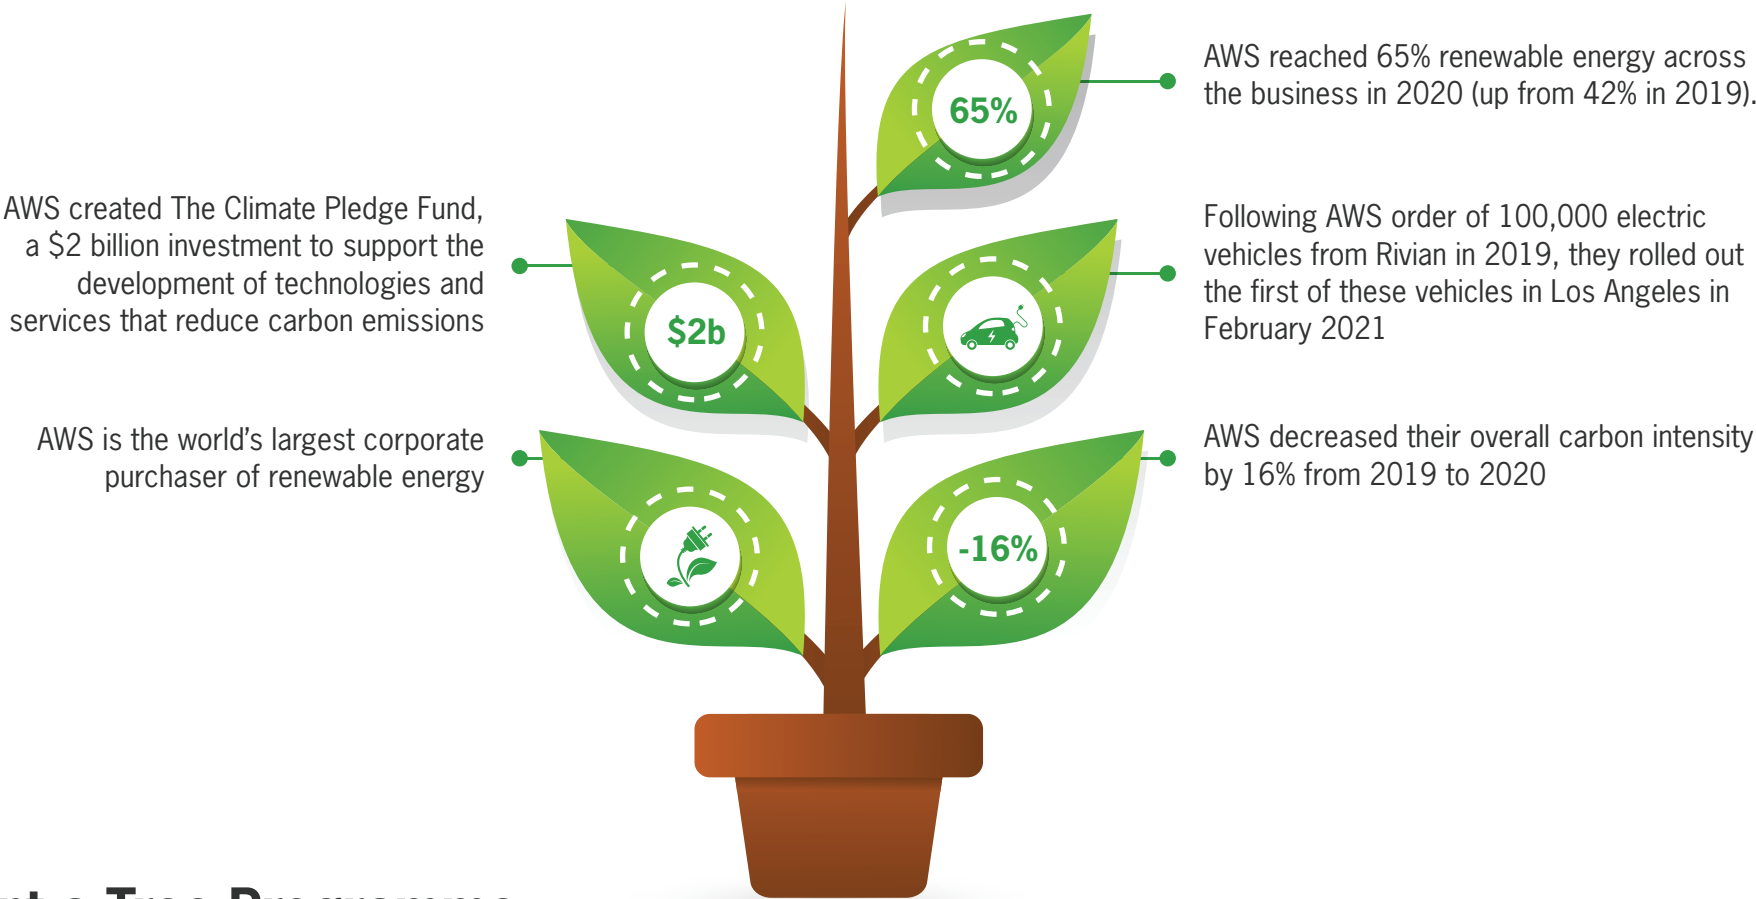 AWS reached 65% renewable energy across
the business in 2020 (up from 42% in 2019).
65%
AWS created The Climate Pledge Fund,
a $2 billion investment to support the
development of technologies and
services that reduce carbon emissions
$2b
Following AWS order of 100,000 electric
vehicles from Rivian in 2019, they rolled out
the first of these vehicles in Los Angeles in
February 2021
AWS is the world’s largest corporate
purchaser of renewable energy
AWS decreased their overall carbon intensity
by 16% from 2019 to 2020
-16%
a Tree Programme